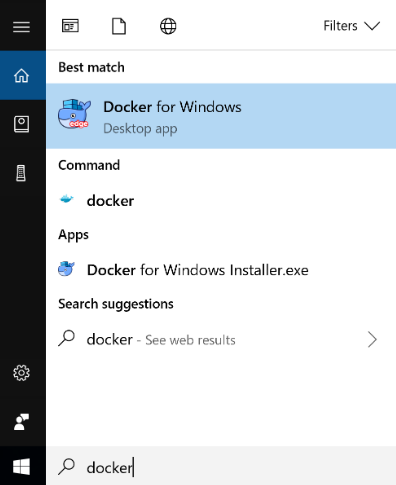 Filters
Best match
edge
Docker for Windows
Desktop app
Command
docker
Apps
Docker for Windows Installer.exe
Search suggestions
docker - See web results
docker